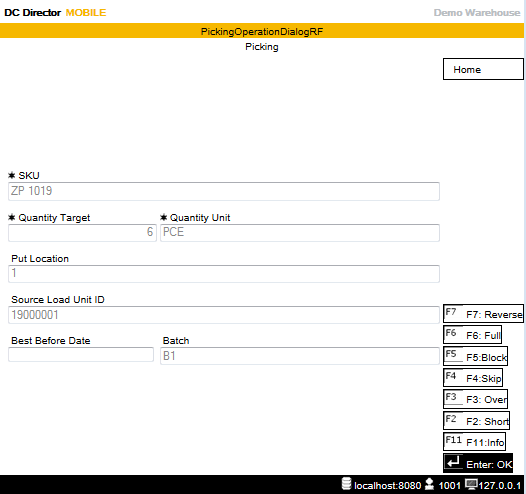 DC Director MOBILE Demo Warehouse
PickingOperationDialogRF
Picking
Home
✱ SKU
ZP 1019
✱ Quantity Target ✱ Quantity Unit
6 PCE
Put Location
1
Source Load Unit ID
19000001
F7 F7: Reverse
F6 F6: Full
Best Before Date Batch
B1
F5 F5:Block
F4 F4:Skip
F3 F3: Over
F2 F2: Short
F11 F11:Info
Enter: OK
localhost:8080 1001 127.0.0.1